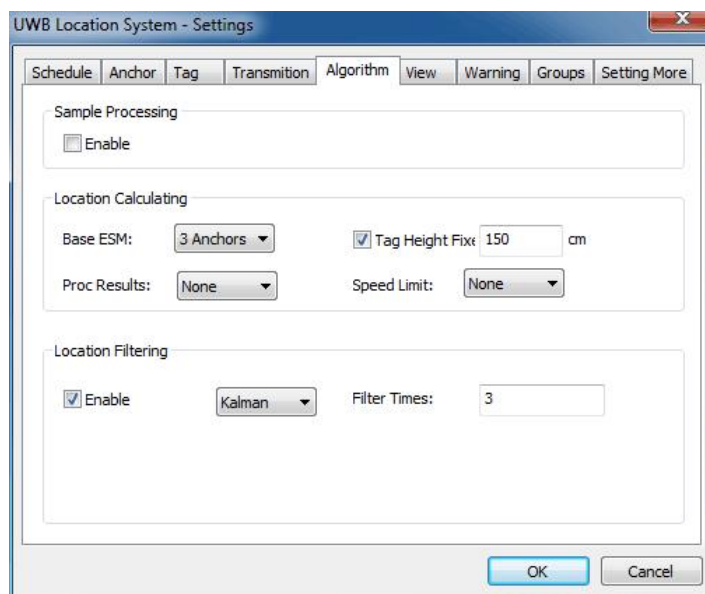 UWB Location System - Settings
Schedule Anchor Tag Transmition Algorithm View Warning Groups Setting More
Sample Processing
Enable
Location Calculating
Base ESM: 3 Anchors Tag Height Fixe 150 cm
Proc Results: None Speed Limit: None
Location Filtering
Enable Kalman Filter Times: 3
OK Cancel